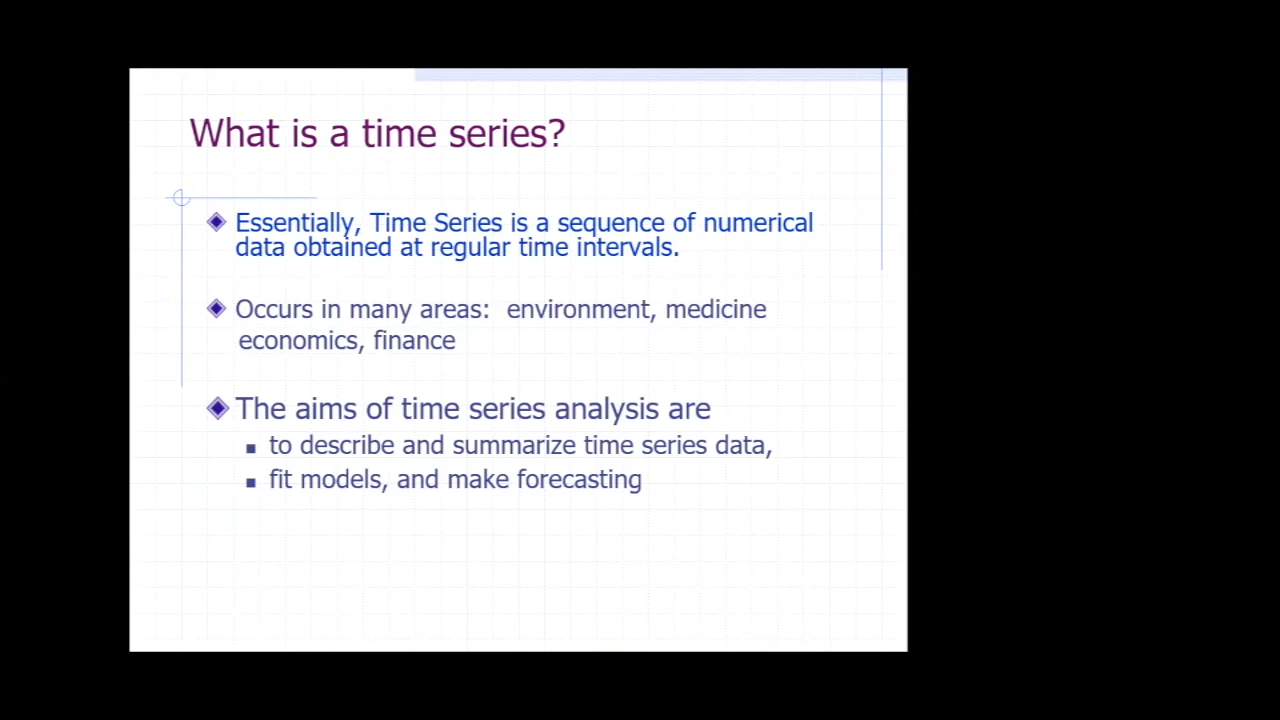 What is a time series?
Essentially, Time Series is a sequence of numerical
data obtained at regular time intervals.
Occurs in many areas: environment, medicine
economics, finance
The aims of time series analysis are
to describe and summarize time series data,
fit models, and make forecasting